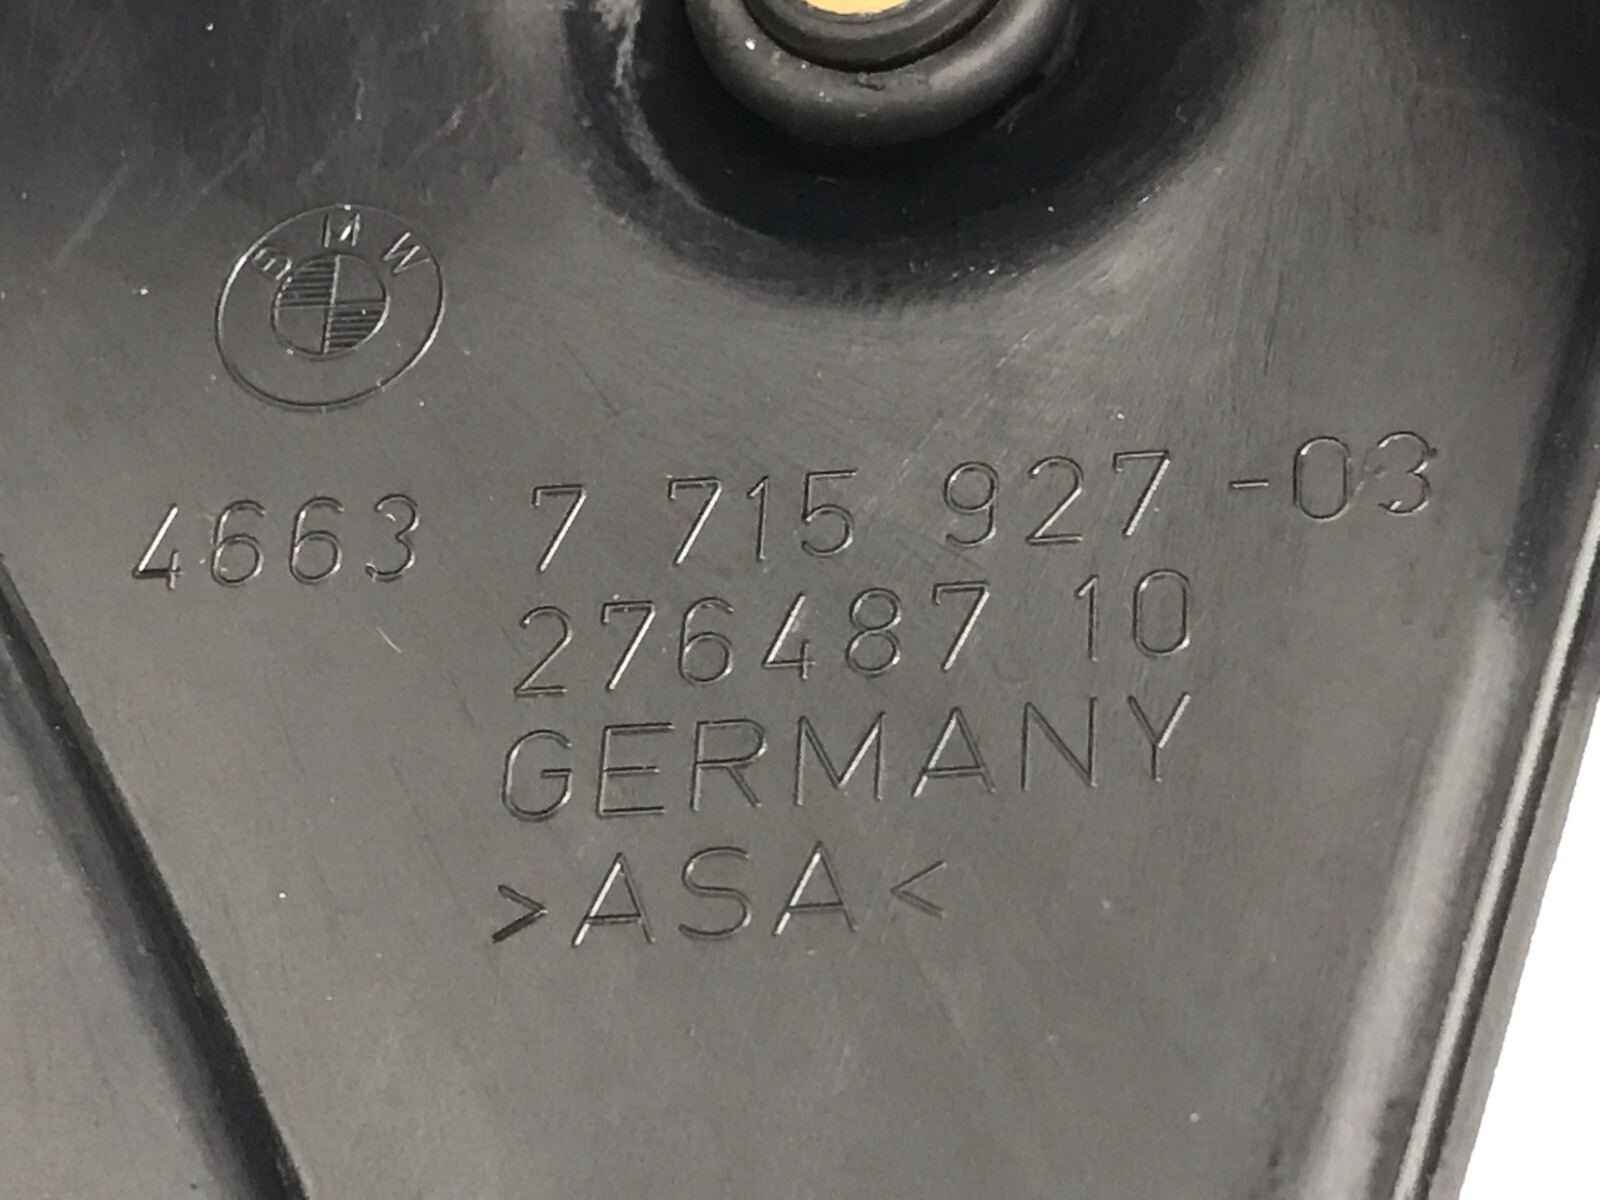 BMW
4663 7 715 927 -03
276487 10
GERMANY
>ASA<